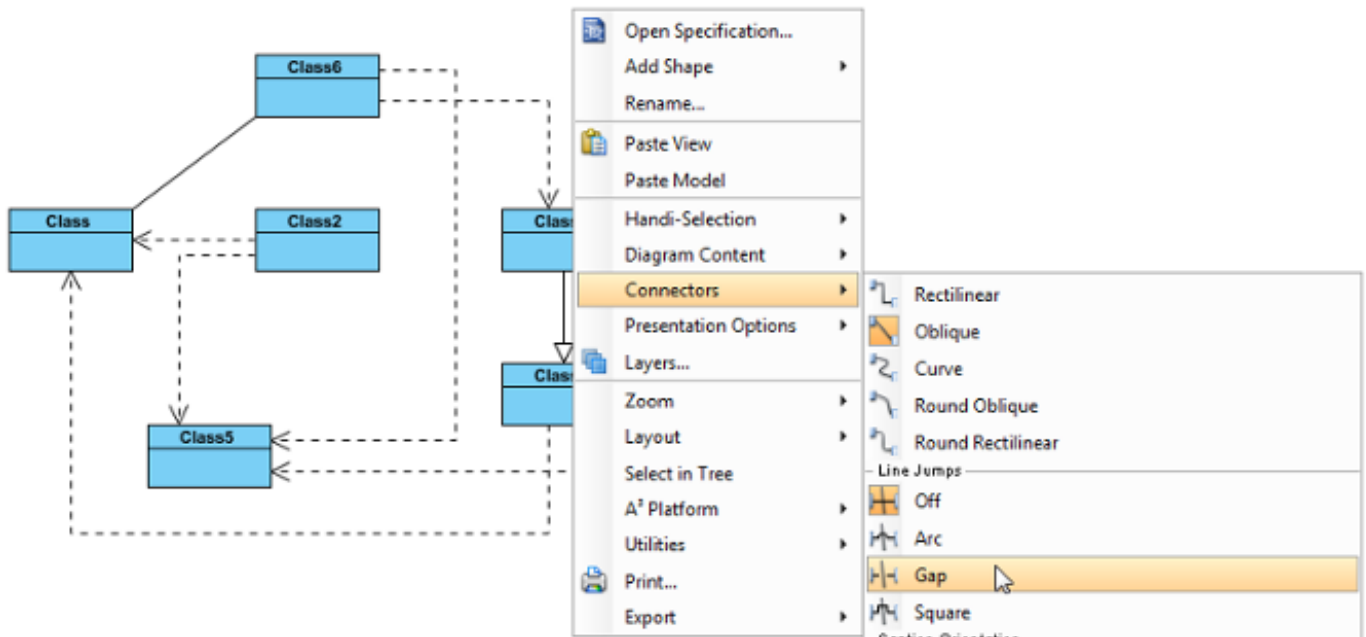 Class6
Class
Class2
Class
Class
Class5
Open Specification...
Add Shape
Rename...
Paste View
Paste Model
Handi-Selection
Diagram Content
Connectors
Presentation Options
Layers...
Zoom
Layout
Select in Tree
A³ Platform
Utilities
Print...
Export
Rectilinear
Oblique
Curve
Round Oblique
Round Rectilinear
Line Jumps
Off
Arc
Gap
Square